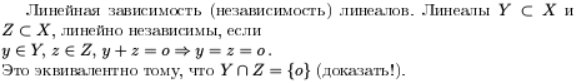 Линейная зависимость (независимость) линеалов. Линеалы Y ⊂ X и
Z ⊂ X, линейно независимы, если
y ∈ Y, z ∈ Z, y + z = o ⇒ y = z = o.
Это эквивалентно тому, что Y ∩ Z = {o} (доказать!).